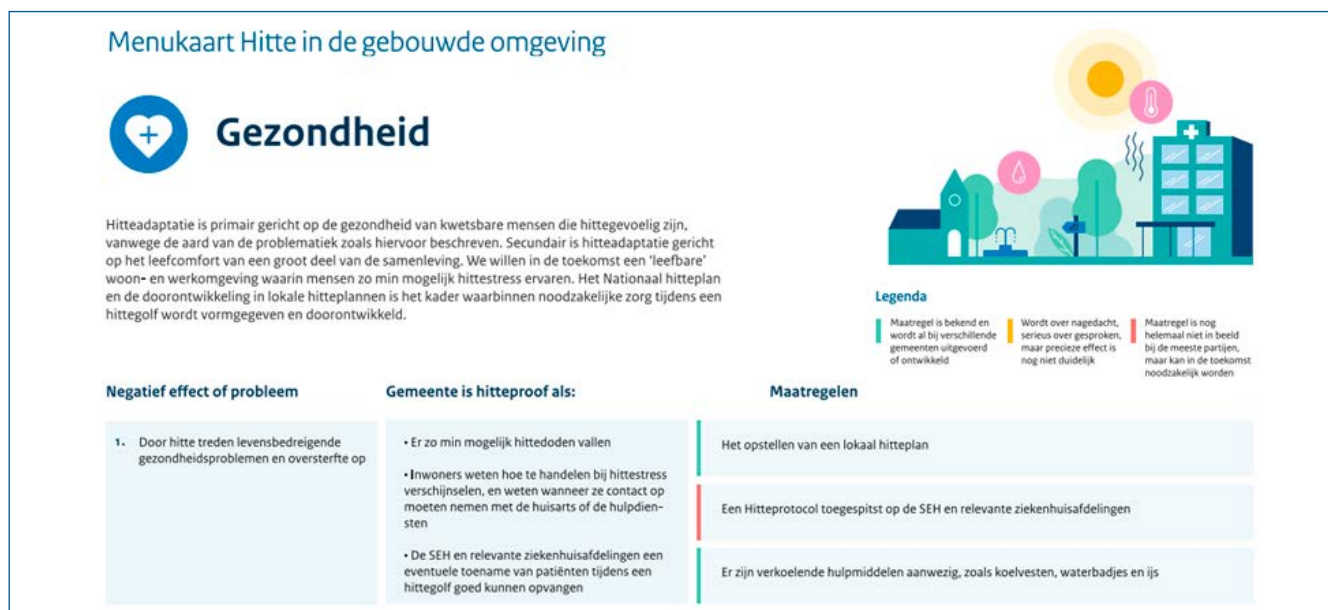 Menukaart Hitte in de gebouwde omgeving
Gezondheid
Hitteadaptatie is primair gericht op de gezondheid van kwetsbare mensen die hittegevoelig zijn,
vanwege de aard van de problematiek zoals hiervoor beschreven. Secundair is hitteadaptatie gericht
op het leefcomfort van een groot deel van de samenleving. We willen in de toekomst een ‘leefbare’
woon- en werkomgeving waarin mensen zo min mogelijk hittestress ervaren. Het Nationaal hitteplan
en de doorontwikkeling in lokale hitteplannen is het kader waarbinnen noodzakelijke zorg tijdens een
hittegolf wordt vormgegeven en doorontwikkeld.
Legenda
Maatregel is bekend en
wordt al bij verschillende
gemeenten uitgevoerd
of ontwikkeld
Wordt over nagedacht,
serieus over gesproken,
maar precieze effect is
nog niet duidelijk
Maatregel is nog
helemaal niet in beeld
bij de meeste partijen,
maar kan in de toekomst
noodzakelijk worden
Negatief effect of probleem
Gemeente is hitteproof als:
Maatregelen
1. Door hitte treden levensbedreigende
gezondheidsproblemen en oversterfte op
• Er zo min mogelijk hittedoden vallen
• Inwoners weten hoe te handelen bij hittestress
verschijnselen, en weten wanneer ze contact op
moeten nemen met de huisarts of de hulpdien-
sten
• De SEH en relevante ziekenhuisafdelingen een
eventuele toename van patiënten tijdens een
hittegolf goed kunnen opvangen
Het opstellen van een lokaal hitteplan
Een Hitteprotocol toegespitst op de SEH en relevante ziekenhuisafdelingen
Er zijn verkoelende hulpmiddelen aanwezig, zoals koelvesten, waterbadjes en ijs